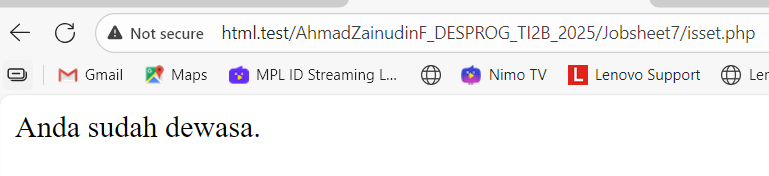 Not secure html.test/AhmadZainudinF_DESPROG_TI2B_2025/Jobsheet7/isset.php
Gmail Maps MPL ID Streaming L... Nimo TV L Lenovo Support Ler
Anda sudah dewasa.